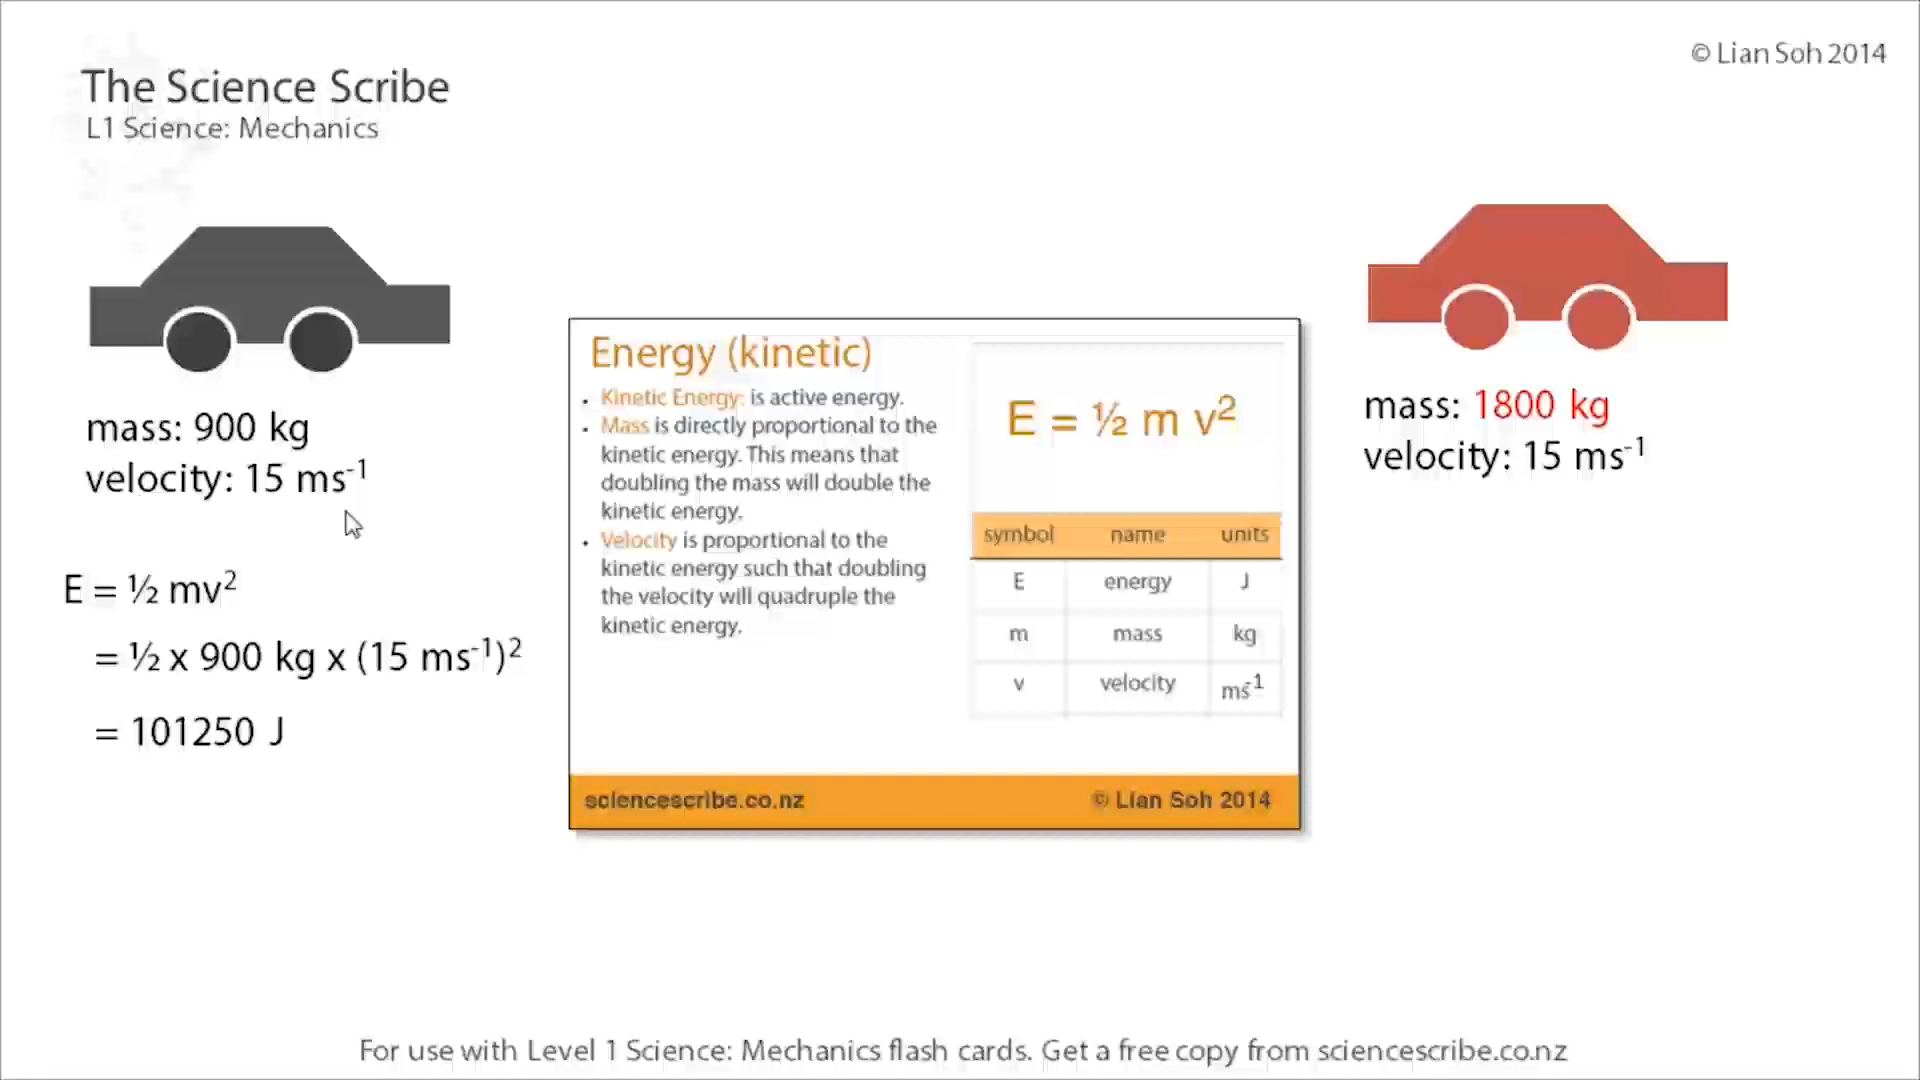 The Science Scribe
L1 Science: Mechanics
© Lian Soh 2014
mass: 900 kg
velocity: 15 ms⁻¹
E = ½ mv²
= ½ x 900 kg x (15 ms⁻¹)²
= 101250 J
Energy (kinetic)
• Kinetic Energy: is active energy.
• Mass is directly proportional to the
kinetic energy. This means that
doubling the mass will double the
kinetic energy.
• Velocity is proportional to the
kinetic energy such that doubling
the velocity will quadruple the
kinetic energy.
E = ½ m v²
symbol name units
E energy J
m mass kg
v velocity ms⁻¹
sciencescribe.co.nz © Lian Soh 2014
mass: 1800 kg
velocity: 15 ms⁻¹
For use with Level 1 Science: Mechanics flash cards. Get a free copy from sciencescribe.co.nz